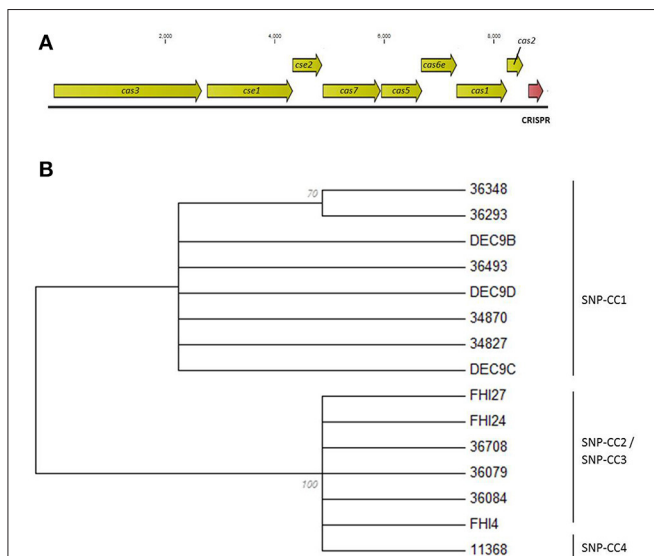 A
2,000 4,000 6,000 8,000
cas2
cse2 cas6e
cas3 cse1 cas7 cas5 cas1
CRISPR
B
70
36348
36293
DEC9B
36493
DEC9D
34870
34827
DEC9C
SNP-CC1
FHI27
FHI24
36708
36079
36084
FHI4
SNP-CC2 /
SNP-CC3
100
11368
SNP-CC4